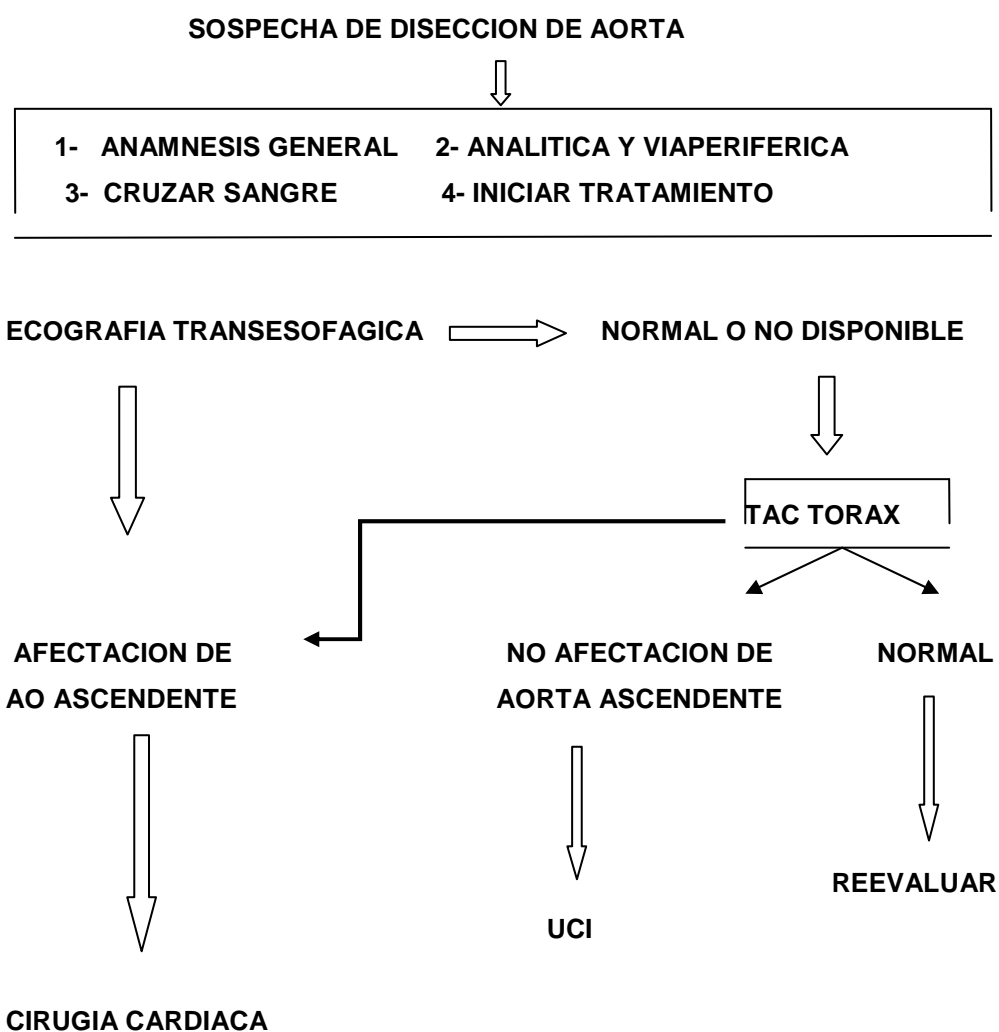 SOSPECHA DE DISECCION DE AORTA
1- ANAMNESIS GENERAL 2- ANALITICA Y VIAPERIFERICA
3- CRUZAR SANGRE 4- INICIAR TRATAMIENTO
ECOGRAFIA TRANSESOFAGICA NORMAL O NO DISPONIBLE
TAC TORAX
AFECTACION DE NO AFECTACION DE NORMAL
AO ASCENDENTE AORTA ASCENDENTE
REEVALUAR
UCI
CIRUGIA CARDIACA